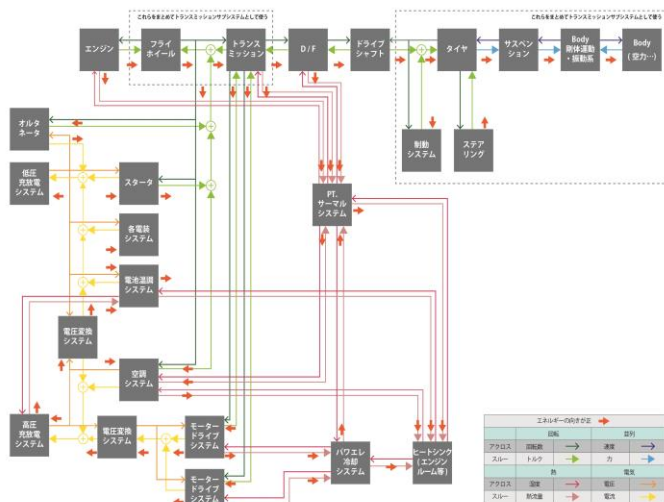 これらをまとめてトランスミッションサブシステムとして使う
これらをまとめてトランスミッションサブシステムとして使う
エンジン
フライ
ホイール
トランス
ミッション
D / F
ドライブ
シャフト
タイヤ
サスペン
ション
Body
剛体運動
・振動系
Body
(空力…)
オルタ
ネータ
制動
システム
ステア
リング
低圧
充放電
システム
スタータ
PT.
サーマル
システム
各電装
システム
電池温調
システム
電圧変換
システム
空調
システム
高圧
充放電
システム
電圧変換
システム
モーター
ドライブシ
ステム
パワエレ
冷却
システム
ヒートシンク
(エンジン
ルーム等)
モーター
ドライブシ
ステム
エネルギーの向きが正
回転
並列
アクロス
回転数
速度
スルー
トルク
力
熱
電気
アクロス
温度
電圧
スルー
熱流量
電流